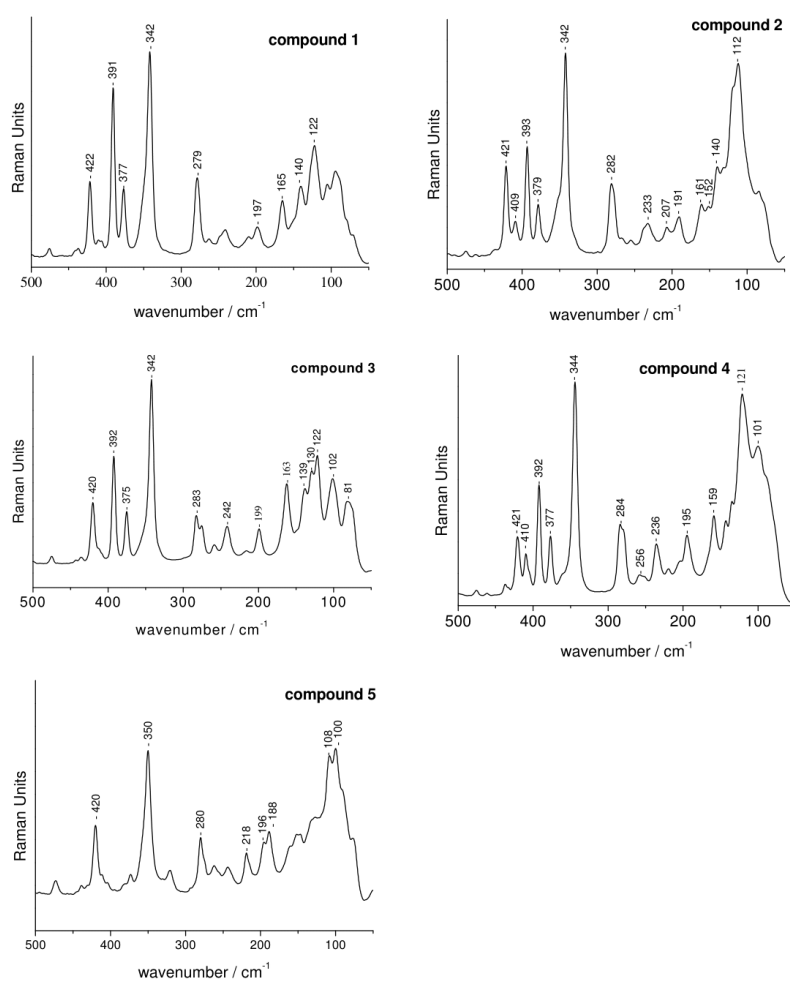 compound 1
Raman Units
422
391
377
342
279
197
165
140
122
500 400 300 200 100
wavenumber / cm-1
compound 2
Raman Units
421
409
393
379
342
282
233
207
191
161
152
140
112
500 400 300 200 100
wavenumber / cm-1
compound 3
Raman Units
420
392
375
342
283
242
199
163
139
130
122
102
81
500 400 300 200 100
wavenumber / cm-1
compound 4
Raman Units
421
410
392
377
344
284
256
236
195
159
121
101
500 400 300 200 100
wavenumber / cm-1
compound 5
Raman Units
420
350
280
218
196
188
108
100
500 400 300 200 100
wavenumber / cm-1